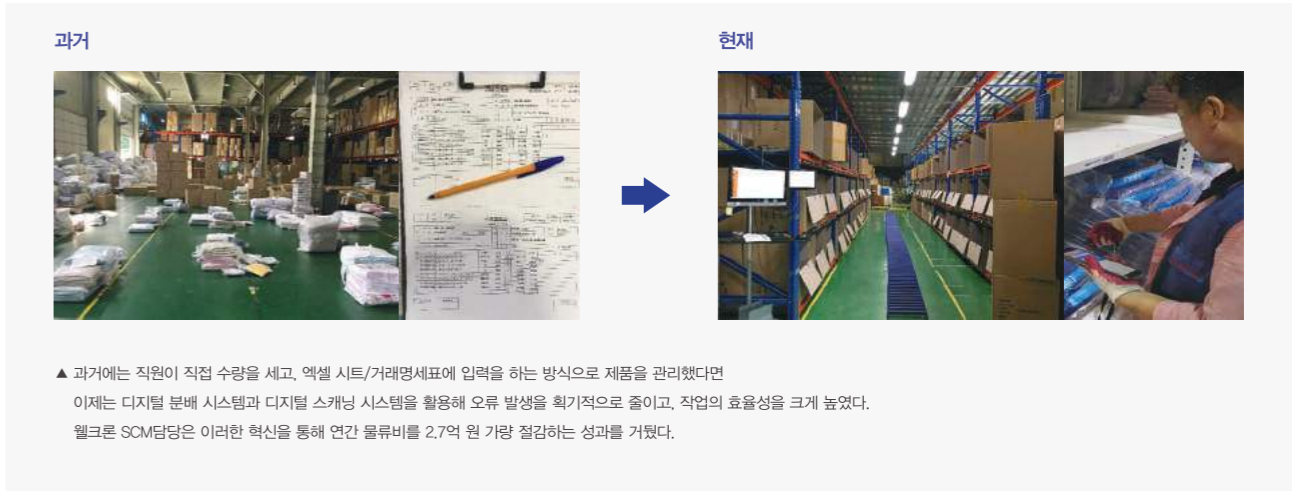 과거
현재
▲ 과거에는 직원이 직접 수량을 세고, 엑셀 시트/거래명세표에 입력을 하는 방식으로 제품을 관리했다면
이제는 디지털 분배 시스템과 디지털 스캐닝 시스템을 활용해 오류 발생을 획기적으로 줄이고, 작업의 효율성을 크게 높였다.
웰크론 SCM담당은 이러한 혁신을 통해 연간 물류비를 2.7억 원 가량 절감하는 성과를 거뒀다.